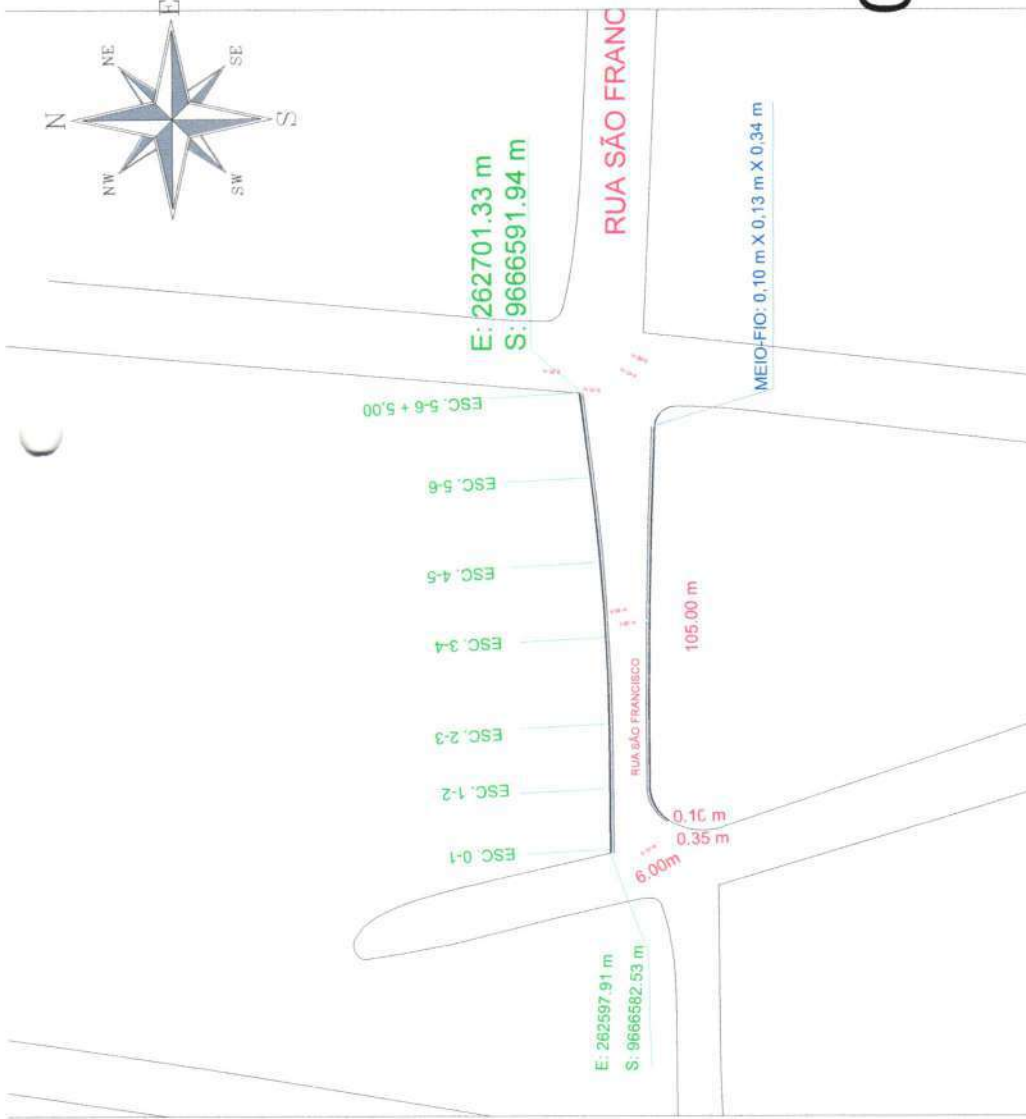 N
NE
E
SE
S
SW
NW
RUA SÃO FRANC
E: 262701.33 m
S: 9666591.94 m
MEIO-FIO: 0,10 m X 0,13 m X 0,34 m
ESC. 5-6 + 5,00
ESC. 5-6
ESC. 4-5
ESC. 3-4
ESC. 2-3
ESC. 1-2
ESC. 0-1
RUA SÃO FRANCISCO
105.00 m
0.10 m
0.35 m
6.00m
E: 262597.91 m
S: 9666582.53 m